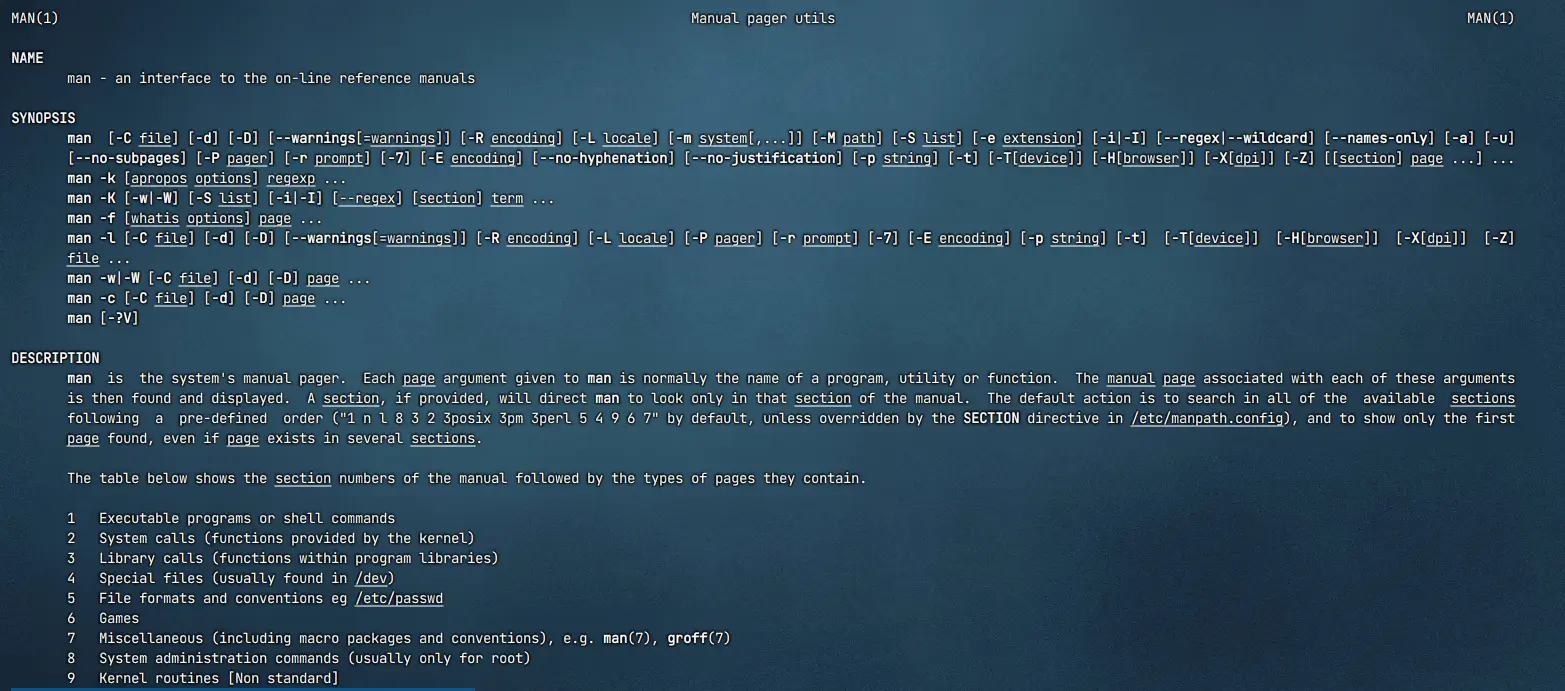 MAN(1) Manual pager utils MAN(1)
NAME
man - an interface to the on-line reference manuals
SYNOPSIS
man [-C file] [-d] [-D] [--warnings[=warnings]] [-R encoding] [-L locale] [-m system[,...]] [-M path] [-S list] [-e extension] [-i|-I] [--regex|--wildcard] [--names-only] [-a] [-u]
[--no-subpages] [-P pager] [-r prompt] [-7] [-E encoding] [--no-hyphenation] [--no-justification] [-p string] [-t] [-T[device]] [-H[browser]] [-X[dpi]] [-Z] [[section] page ...] ...
man -k [apropos options] regexp ...
man -K [-w|-W] [-S list] [-i|-I] [--regex] [section] term ...
man -f [whatis options] page ...
man -l [-C file] [-d] [-D] [--warnings[=warnings]] [-R encoding] [-L locale] [-P pager] [-r prompt] [-7] [-E encoding] [-p string] [-t] [-T[device]] [-H[browser]] [-X[dpi]] [-Z]
file ...
man -w|-W [-C file] [-d] [-D] page ...
man -c [-C file] [-d] [-D] page ...
man [-?V]
DESCRIPTION
man is the system's manual pager. Each page argument given to man is normally the name of a program, utility or function. The manual page associated with each of these arguments
is then found and displayed. A section, if provided, will direct man to look only in that section of the manual. The default action is to search in all of the available sections
following a pre-defined order ("1 n l 8 3 2 3posix 3pm 3perl 5 4 9 6 7" by default, unless overridden by the SECTION directive in /etc/manpath.config), and to show only the first
page found, even if page exists in several sections.
The table below shows the section numbers of the manual followed by the types of pages they contain.
1 Executable programs or shell commands
2 System calls (functions provided by the kernel)
3 Library calls (functions within program libraries)
4 Special files (usually found in /dev)
5 File formats and conventions eg /etc/passwd
6 Games
7 Miscellaneous (including macro packages and conventions), e.g. man(7), groff(7)
8 System administration commands (usually only for root)
9 Kernel routines [Non standard]